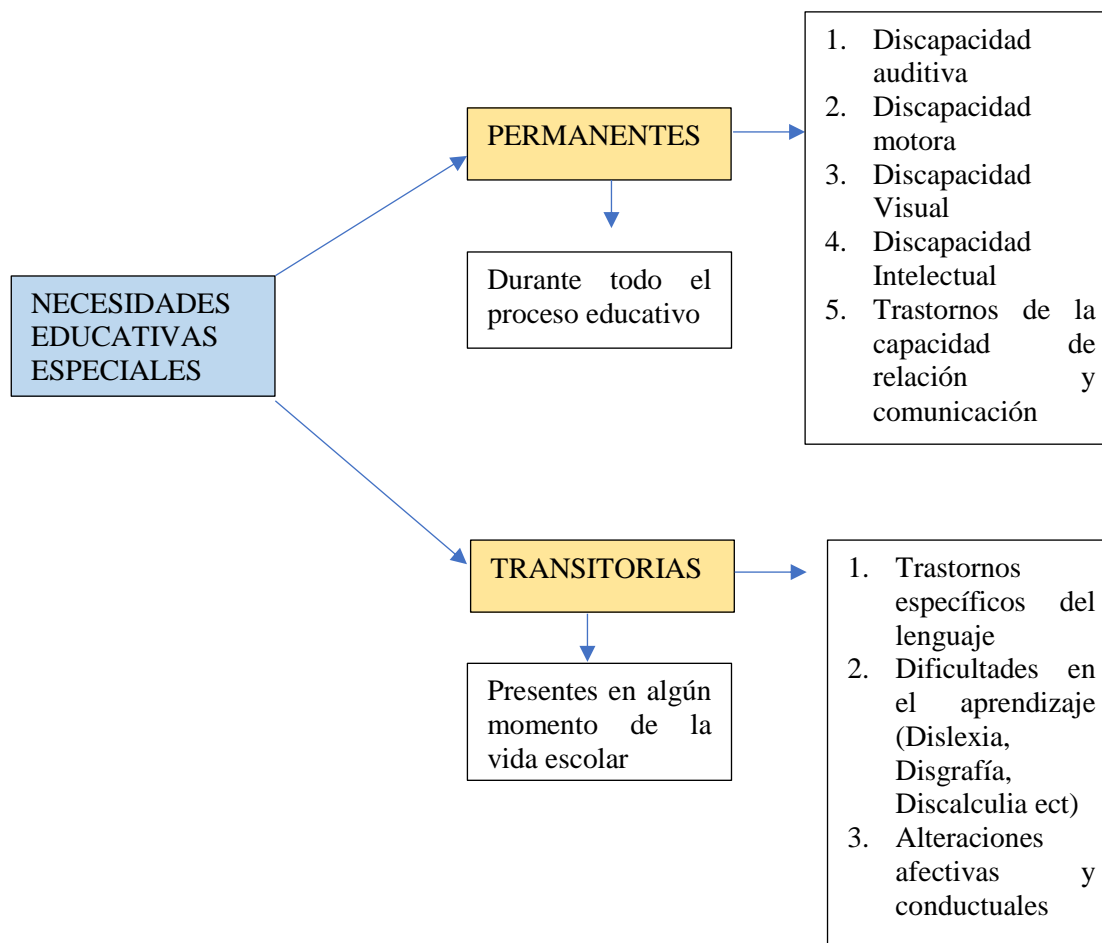 NECESIDADES
EDUCATIVAS
ESPECIALES
PERMANENTES
Durante todo el
proceso educativo
1. Discapacidad
auditiva
2. Discapacidad
motora
3. Discapacidad
Visual
4. Discapacidad
Intelectual
5. Trastornos de la
capacidad de
relación y
comunicación
TRANSITORIAS
Presentes en algún
momento de la
vida escolar
1. Trastornos
específicos del
lenguaje
2. Dificultades en
el aprendizaje
(Dislexia,
Disgrafía,
Discalculia ect)
3. Alteraciones
afectivas y
conductuales